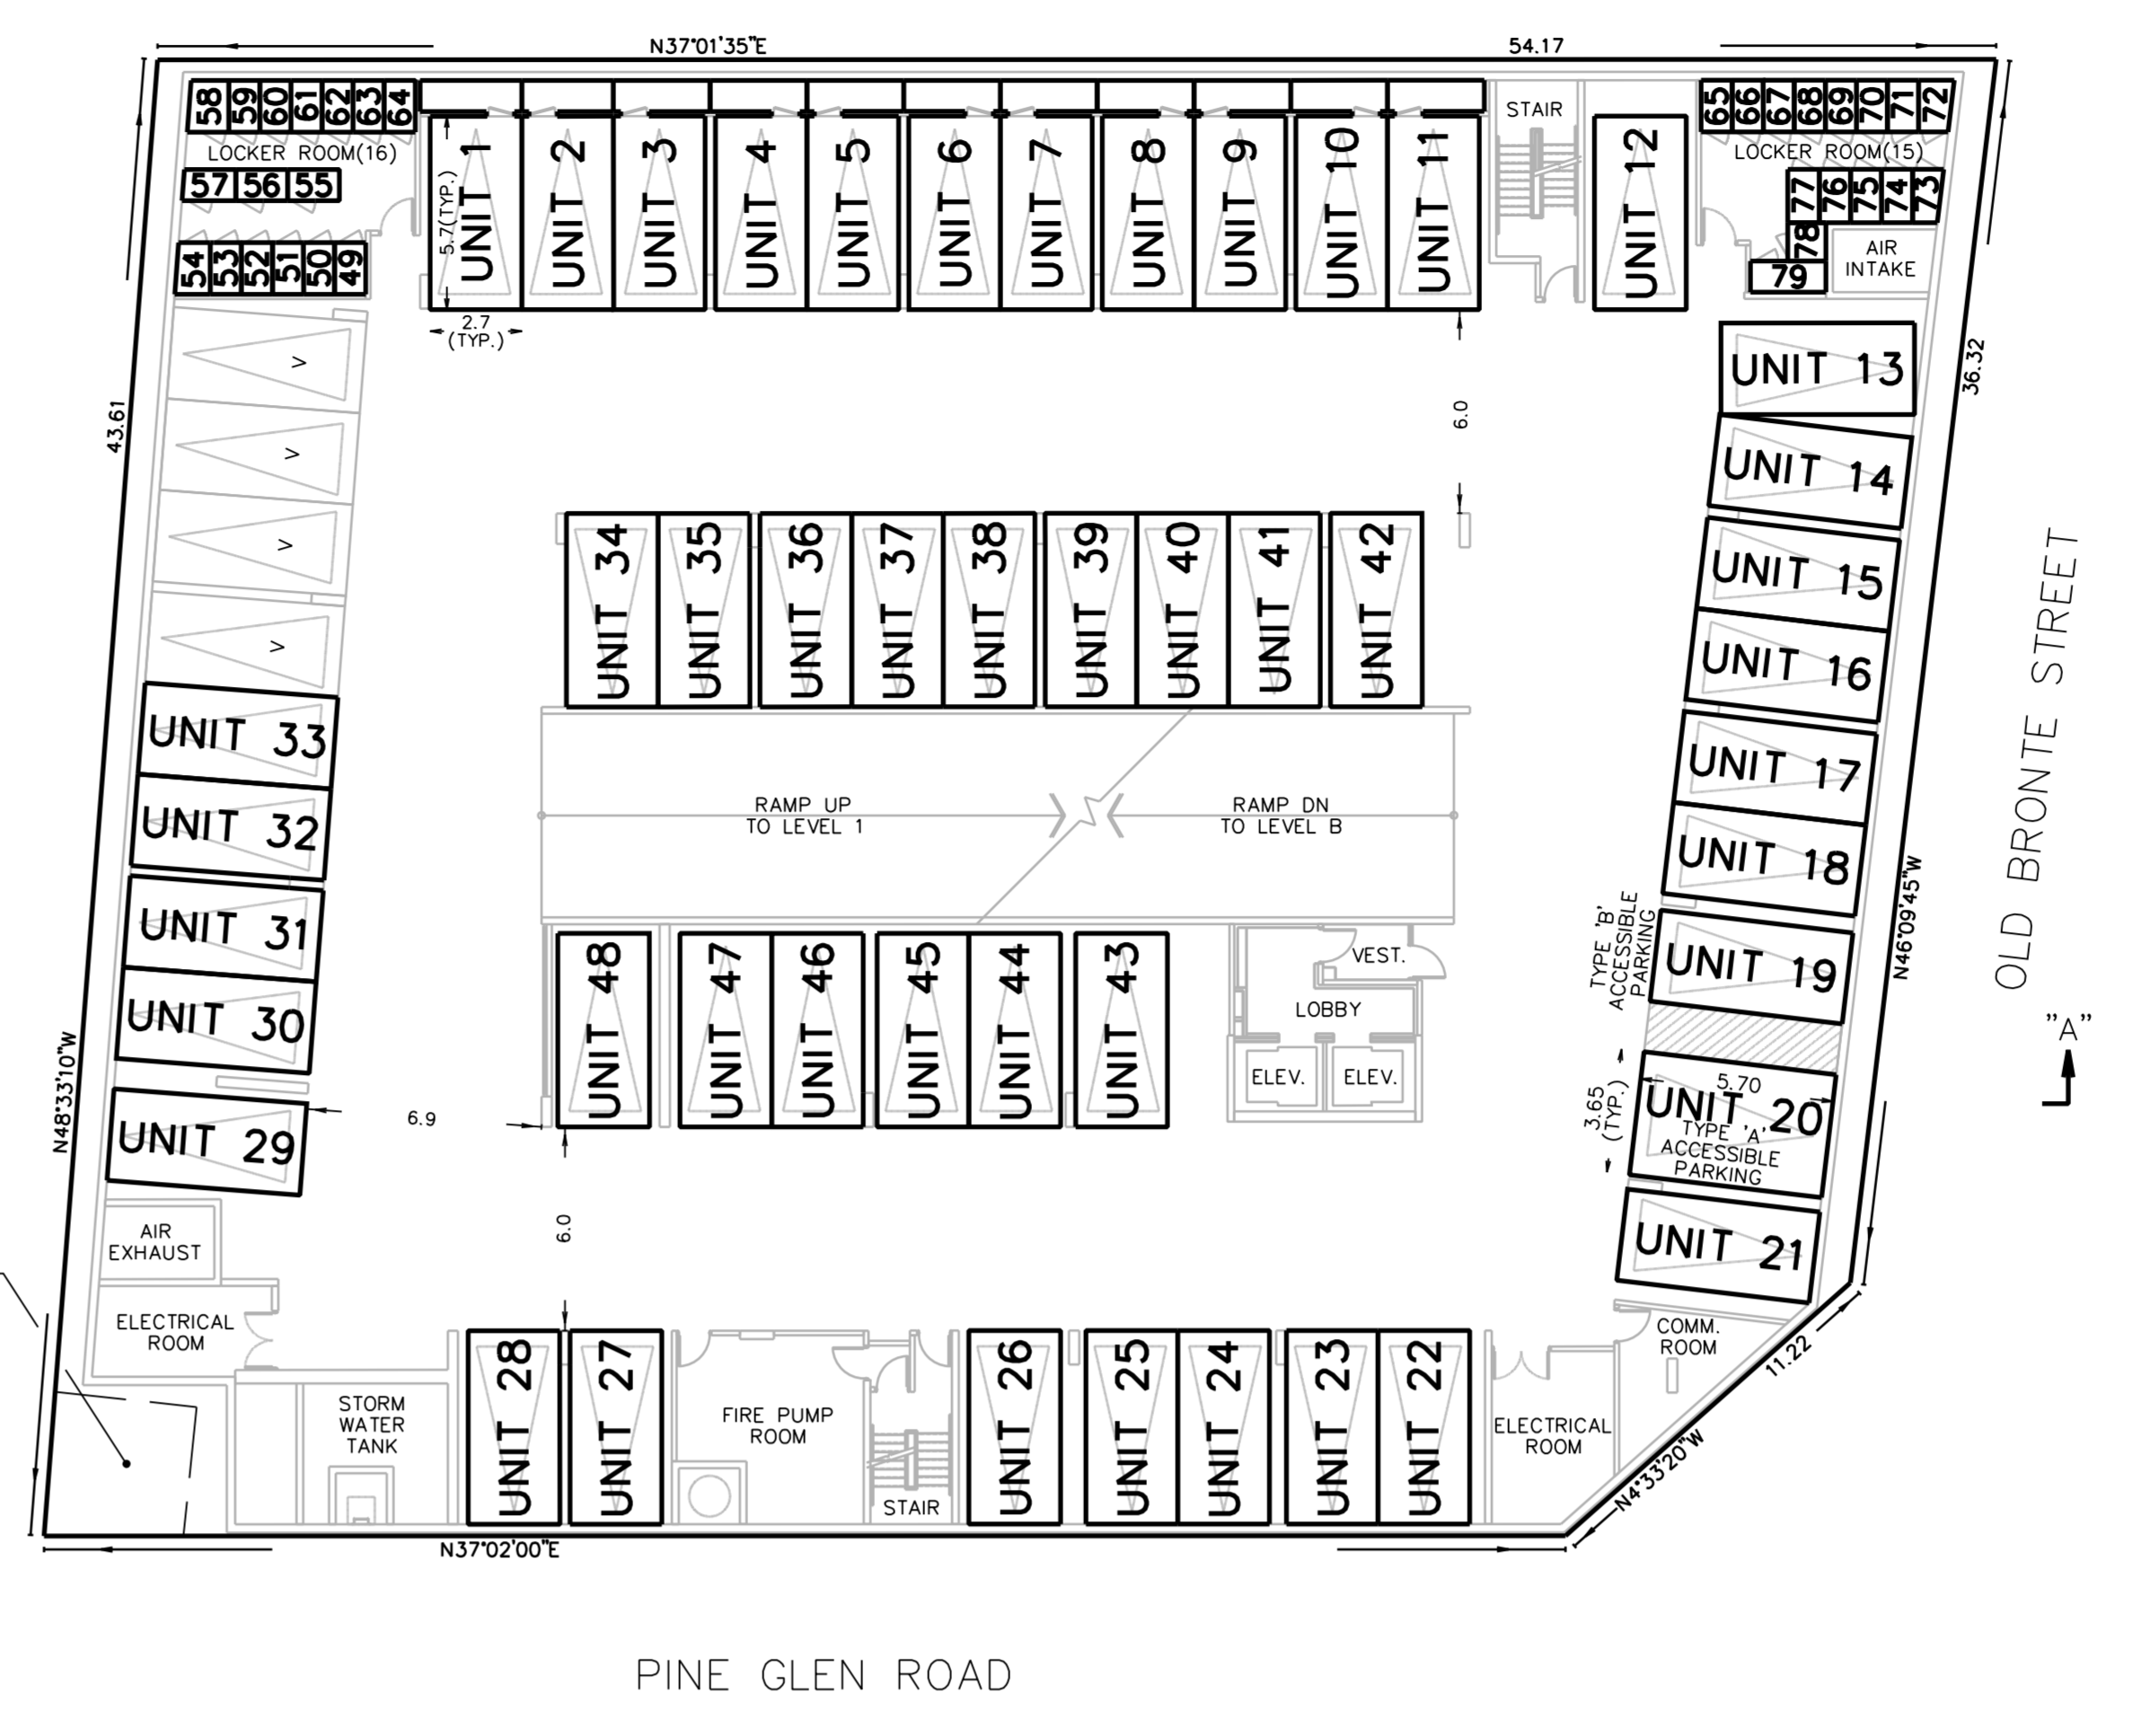 N37°01'35"E
54.17
58 59 60 61 62 63 64
LOCKER ROOM(16)
57 56 55
54 53 52 51 50 49
5.7(TYP.)
2.7
(TYP.)
UNIT 1
UNIT 2
UNIT 3
UNIT 4
UNIT 5
UNIT 6
UNIT 7
UNIT 8
UNIT 9
UNIT 10
UNIT 11
STAIR
UNIT 12
65 66 67 68 69 70 71 72
LOCKER ROOM(15)
77 76 75 74 73
78
79
AIR
INTAKE
43.61
V
V
V
V
6.0
36.32
UNIT 13
UNIT 14
UNIT 15
UNIT 16
UNIT 17
UNIT 18
TYPE 'B'
ACCESSIBLE
PARKING
UNIT 19
3.65
(TYP.)
5.70
UNIT 20
TYPE 'A'
ACCESSIBLE
PARKING
UNIT 21
N46°09'45"W
OLD BRONTE STREET
"A"
UNIT 34
UNIT 35
UNIT 36
UNIT 37
UNIT 38
UNIT 39
UNIT 40
UNIT 41
UNIT 42
RAMP UP
TO LEVEL 1
RAMP DN
TO LEVEL B
UNIT 33
UNIT 32
UNIT 31
UNIT 30
UNIT 29
N48°33'10"W
6.9
UNIT 48
UNIT 47
UNIT 46
UNIT 45
UNIT 44
UNIT 43
VEST.
LOBBY
ELEV.
ELEV.
6.0
AIR
EXHAUST
ELECTRICAL
ROOM
STORM
WATER
TANK
UNIT 28
UNIT 27
FIRE PUMP
ROOM
STAIR
UNIT 26
UNIT 25
UNIT 24
UNIT 23
UNIT 22
ELECTRICAL
ROOM
COMM.
ROOM
11.22
N4°33'20"W
N37°02'00"E
PINE GLEN ROAD